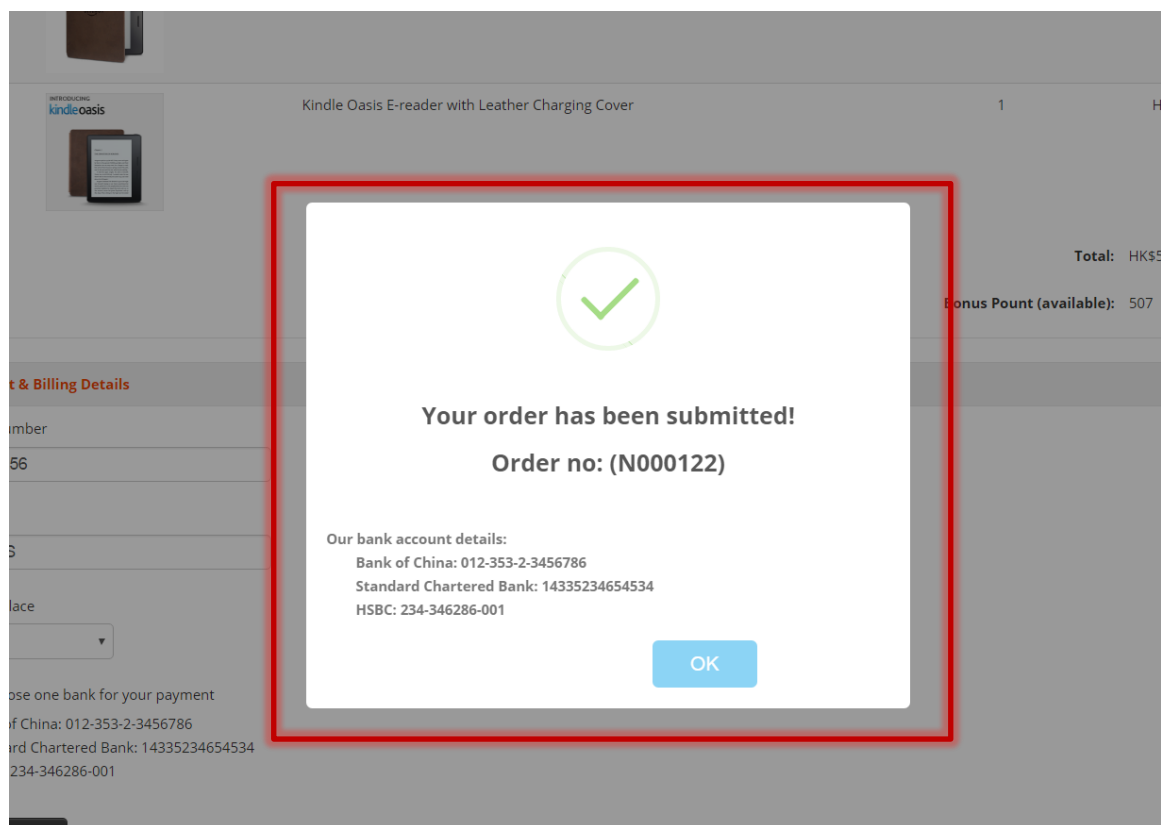 INTRODUCING
kindle oasis
Kindle Oasis E-reader with Leather Charging Cover 1 H
Total: HK$5
Bonus Pount (available): 507
t & Billing Details
umber
56
Your order has been submitted!
Order no: (N000122)
Our bank account details:
Bank of China: 012-353-2-3456786
Standard Chartered Bank: 14335234654534
HSBC: 234-346286-001
OK
lace
ose one bank for your payment
of China: 012-353-2-3456786
ard Chartered Bank: 14335234654534
234-346286-001